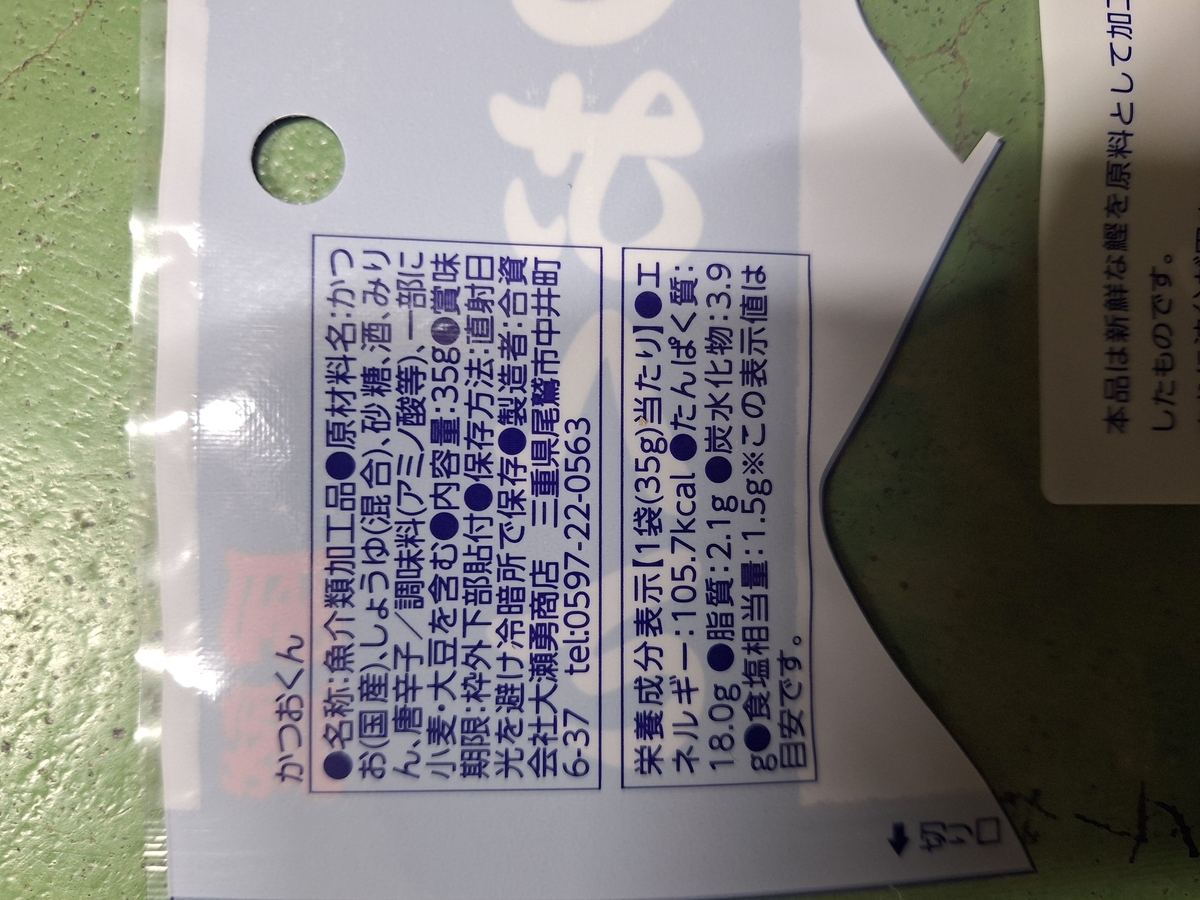 かつおくん
●名称:魚介類加工品●原材料名:かつ
お(国産)、しょうゆ(混合)、砂糖、酒、みり
ん、唐辛子／調味料(アミノ酸等)、一部に
小麦・大豆を含む●内容量:35g●賞味
期限:枠外下部貼付●保存方法:直射日
光を避け冷暗所で保存●製造者:合資
会社大瀬勇商店 三重県尾鷲市中井町
6-37 tel:0597-22-0563
栄養成分表示【1袋(35g)当たり】●エ
ネルギー:105.7kcal ●たんぱく質:
18.0g ●脂質:2.1g ●炭水化物:3.9
g●食塩相当量:1.5g※この表示値は
目安です。
切り口
本品は新鮮な鰹を原料として加工
したものです。